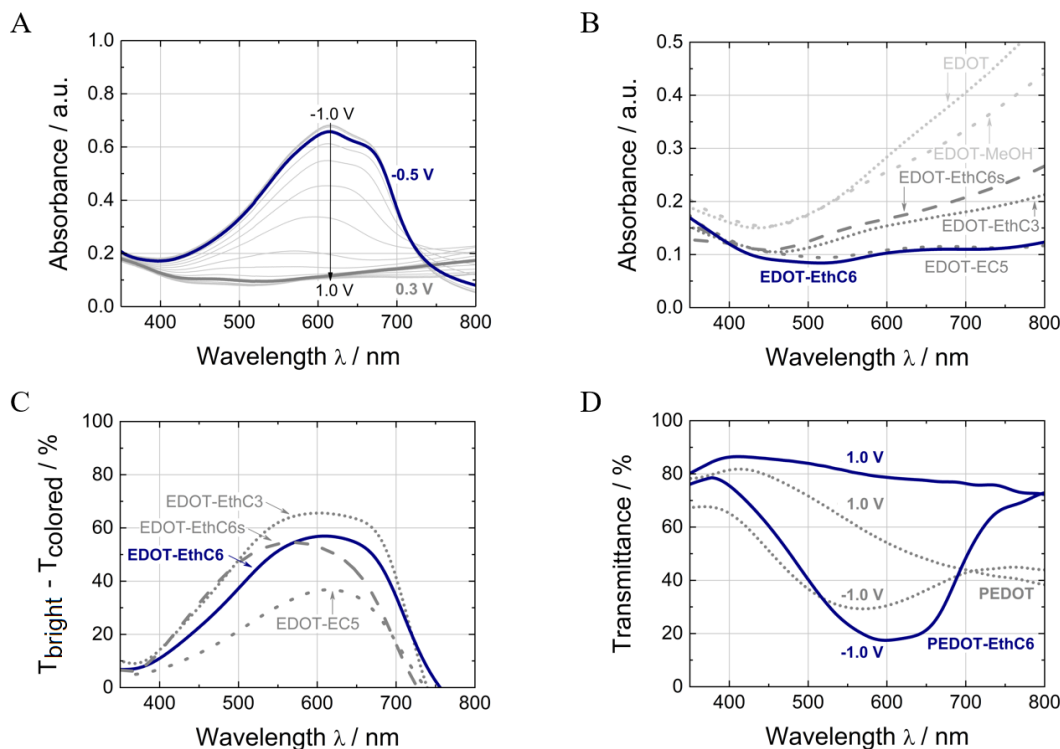 A
Absorbance / a.u.
1.0
0.8
0.6
0.4
0.2
0.0
-1.0 V
-0.5 V
1.0 V
0.3 V
400 500 600 700 800
Wavelength λ / nm
B
Absorbance / a.u.
0.5
0.4
0.3
0.2
0.1
0.0
EDOT
EDOT-MeOH
EDOT-EthC6s
EDOT-EthC3
EDOT-EthC6
EDOT-EC5
400 500 600 700 800
Wavelength λ / nm
C
Tbright - Tcolored / %
100
80
60
40
20
0
EDOT-EthC3
EDOT-EthC6s
EDOT-EthC6
EDOT-EC5
400 500 600 700 800
Wavelength λ / nm
D
Transmittance / %
100
80
60
40
20
0
1.0 V
1.0 V
-1.0 V
PEDOT
-1.0 V
PEDOT-EthC6
400 500 600 700 800
Wavelength λ / nm